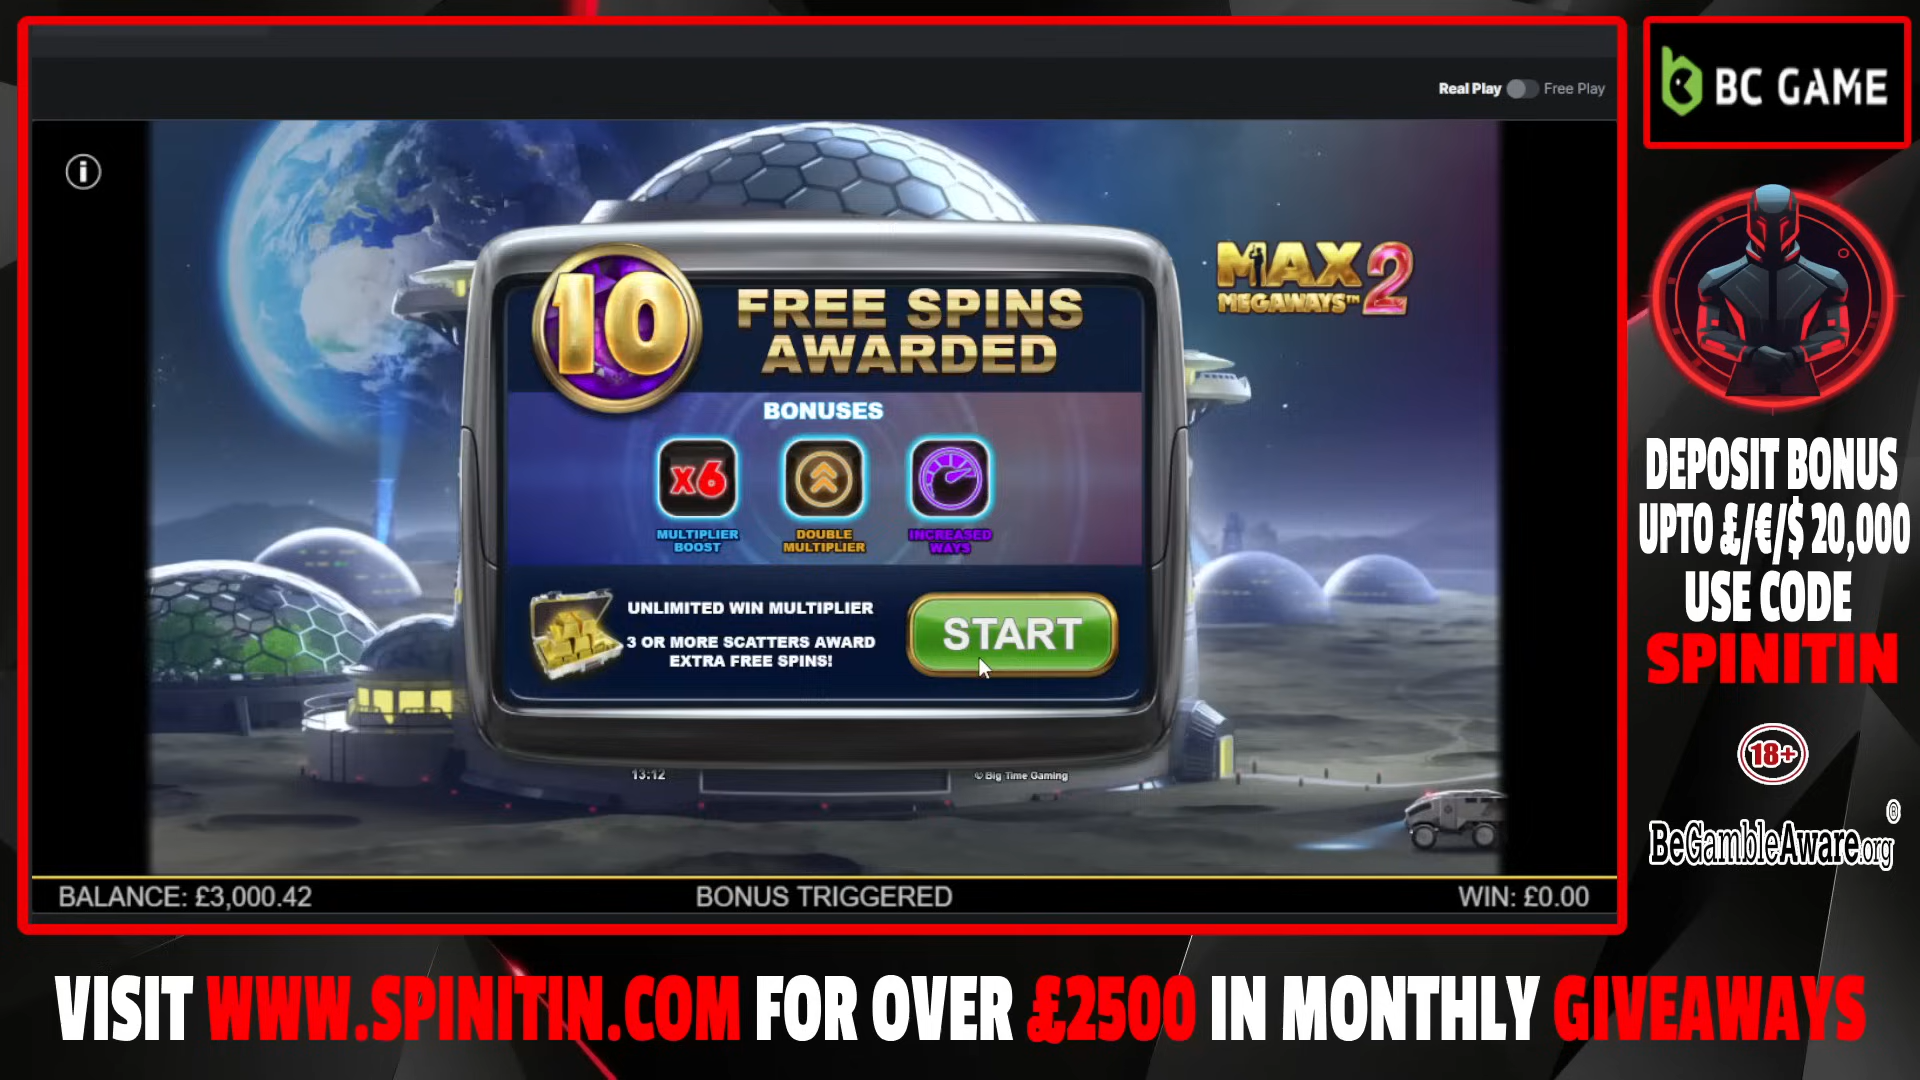 Real Play Free Play
BC GAME
MAX
MEGAWAYS™ 2
10
FREE SPINS
AWARDED
BONUSES
x6
MULTIPLIER
BOOST
DOUBLE
MULTIPLIER
INCREASED
WAYS
UNLIMITED WIN MULTIPLIER
3 OR MORE SCATTERS AWARD
EXTRA FREE SPINS!
START
13:12
© Big Time Gaming
BALANCE: £3,000.42
BONUS TRIGGERED
WIN: £0.00
DEPOSIT BONUS
UPTO £/€/$ 20,000
USE CODE
SPINITIN
18+
BeGambleAware.org®
VISIT WWW.SPINITIN.COM FOR OVER £2500 IN MONTHLY GIVEAWAYS